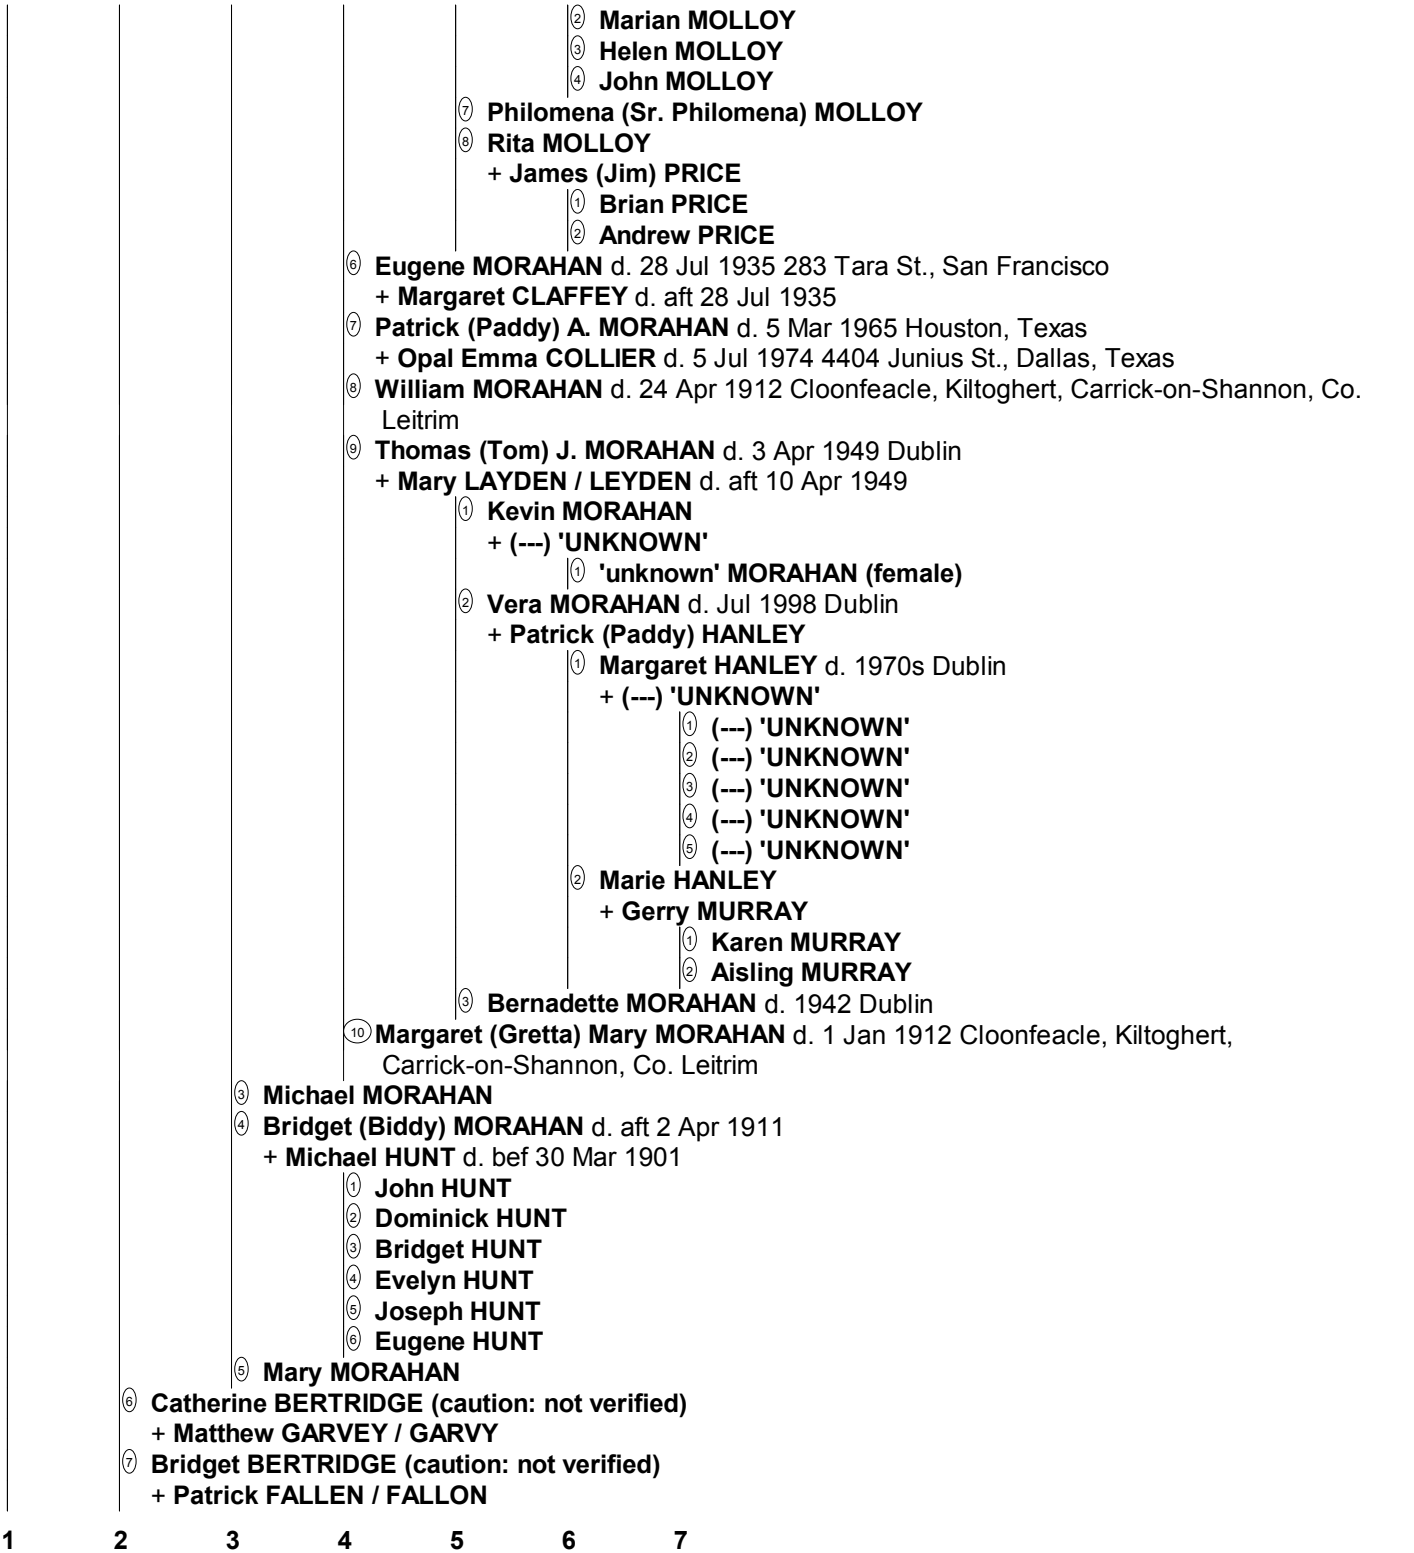 ② Marian MOLLOY
③ Helen MOLLOY
④ John MOLLOY
⑦ Philomena (Sr. Philomena) MOLLOY
⑧ Rita MOLLOY
+ James (Jim) PRICE
① Brian PRICE
② Andrew PRICE
⑥ Eugene MORAHAN d. 28 Jul 1935 283 Tara St., San Francisco
+ Margaret CLAFFEY d. aft 28 Jul 1935
⑦ Patrick (Paddy) A. MORAHAN d. 5 Mar 1965 Houston, Texas
+ Opal Emma COLLIER d. 5 Jul 1974 4404 Junius St., Dallas, Texas
⑧ William MORAHAN d. 24 Apr 1912 Cloonfeacle, Kiltoghert, Carrick-on-Shannon, Co.
Leitrim
⑨ Thomas (Tom) J. MORAHAN d. 3 Apr 1949 Dublin
+ Mary LAYDEN / LEYDEN d. aft 10 Apr 1949
① Kevin MORAHAN
+ (---) 'UNKNOWN'
① 'unknown' MORAHAN (female)
② Vera MORAHAN d. Jul 1998 Dublin
+ Patrick (Paddy) HANLEY
① Margaret HANLEY d. 1970s Dublin
+ (---) 'UNKNOWN'
① (---) 'UNKNOWN'
② (---) 'UNKNOWN'
③ (---) 'UNKNOWN'
④ (---) 'UNKNOWN'
⑤ (---) 'UNKNOWN'
② Marie HANLEY
+ Gerry MURRAY
① Karen MURRAY
② Aisling MURRAY
③ Bernadette MORAHAN d. 1942 Dublin
⑩ Margaret (Gretta) Mary MORAHAN d. 1 Jan 1912 Cloonfeacle, Kiltoghert,
Carrick-on-Shannon, Co. Leitrim
③ Michael MORAHAN
④ Bridget (Biddy) MORAHAN d. aft 2 Apr 1911
+ Michael HUNT d. bef 30 Mar 1901
① John HUNT
② Dominick HUNT
③ Bridget HUNT
④ Evelyn HUNT
⑤ Joseph HUNT
⑥ Eugene HUNT
⑤ Mary MORAHAN
⑥ Catherine BERTRIDGE (caution: not verified)
+ Matthew GARVEY / GARVY
⑦ Bridget BERTRIDGE (caution: not verified)
+ Patrick FALLEN / FALLON
1 2 3 4 5 6 7